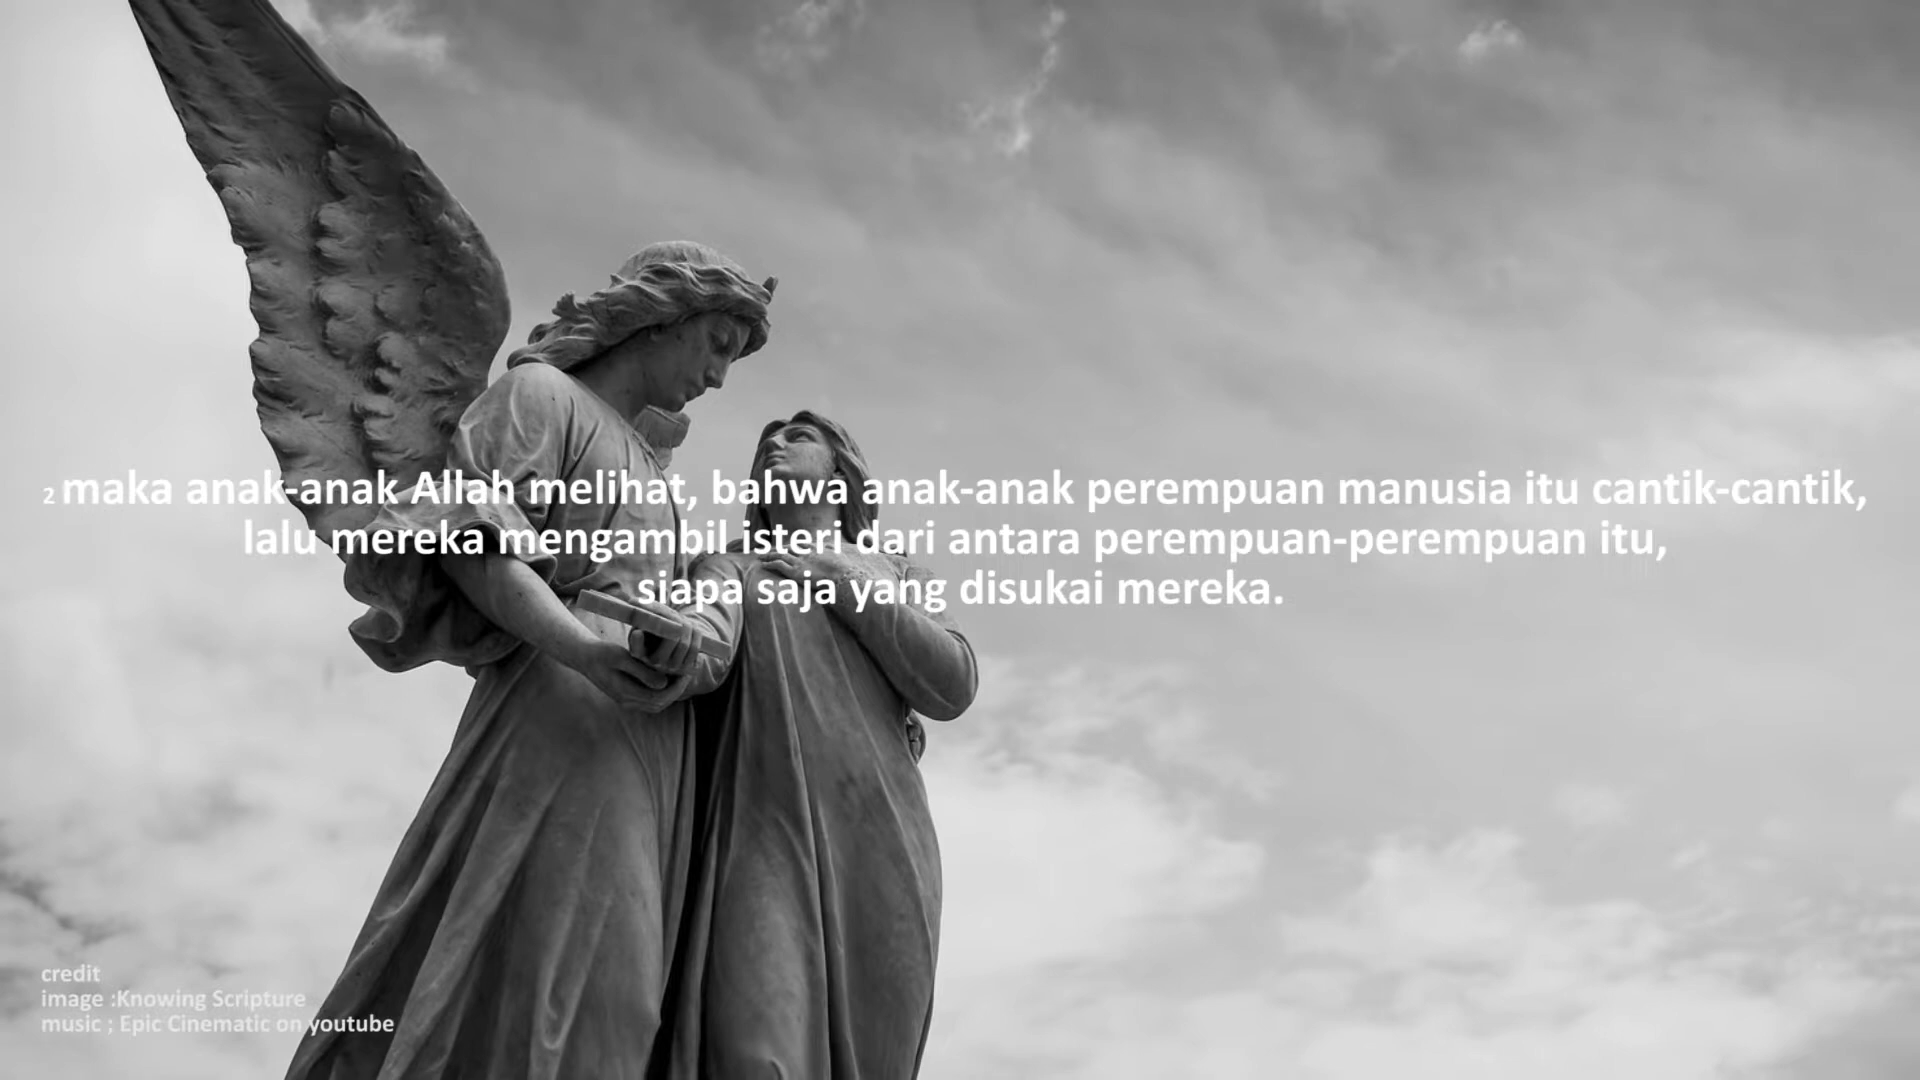 2 maka anak-anak Allah melihat, bahwa anak-anak perempuan manusia itu cantik-cantik,
lalu mereka mengambil isteri dari antara perempuan-perempuan itu,
siapa saja yang disukai mereka.
credit
image :Knowing Scripture
music ; Epic Cinematic on youtube